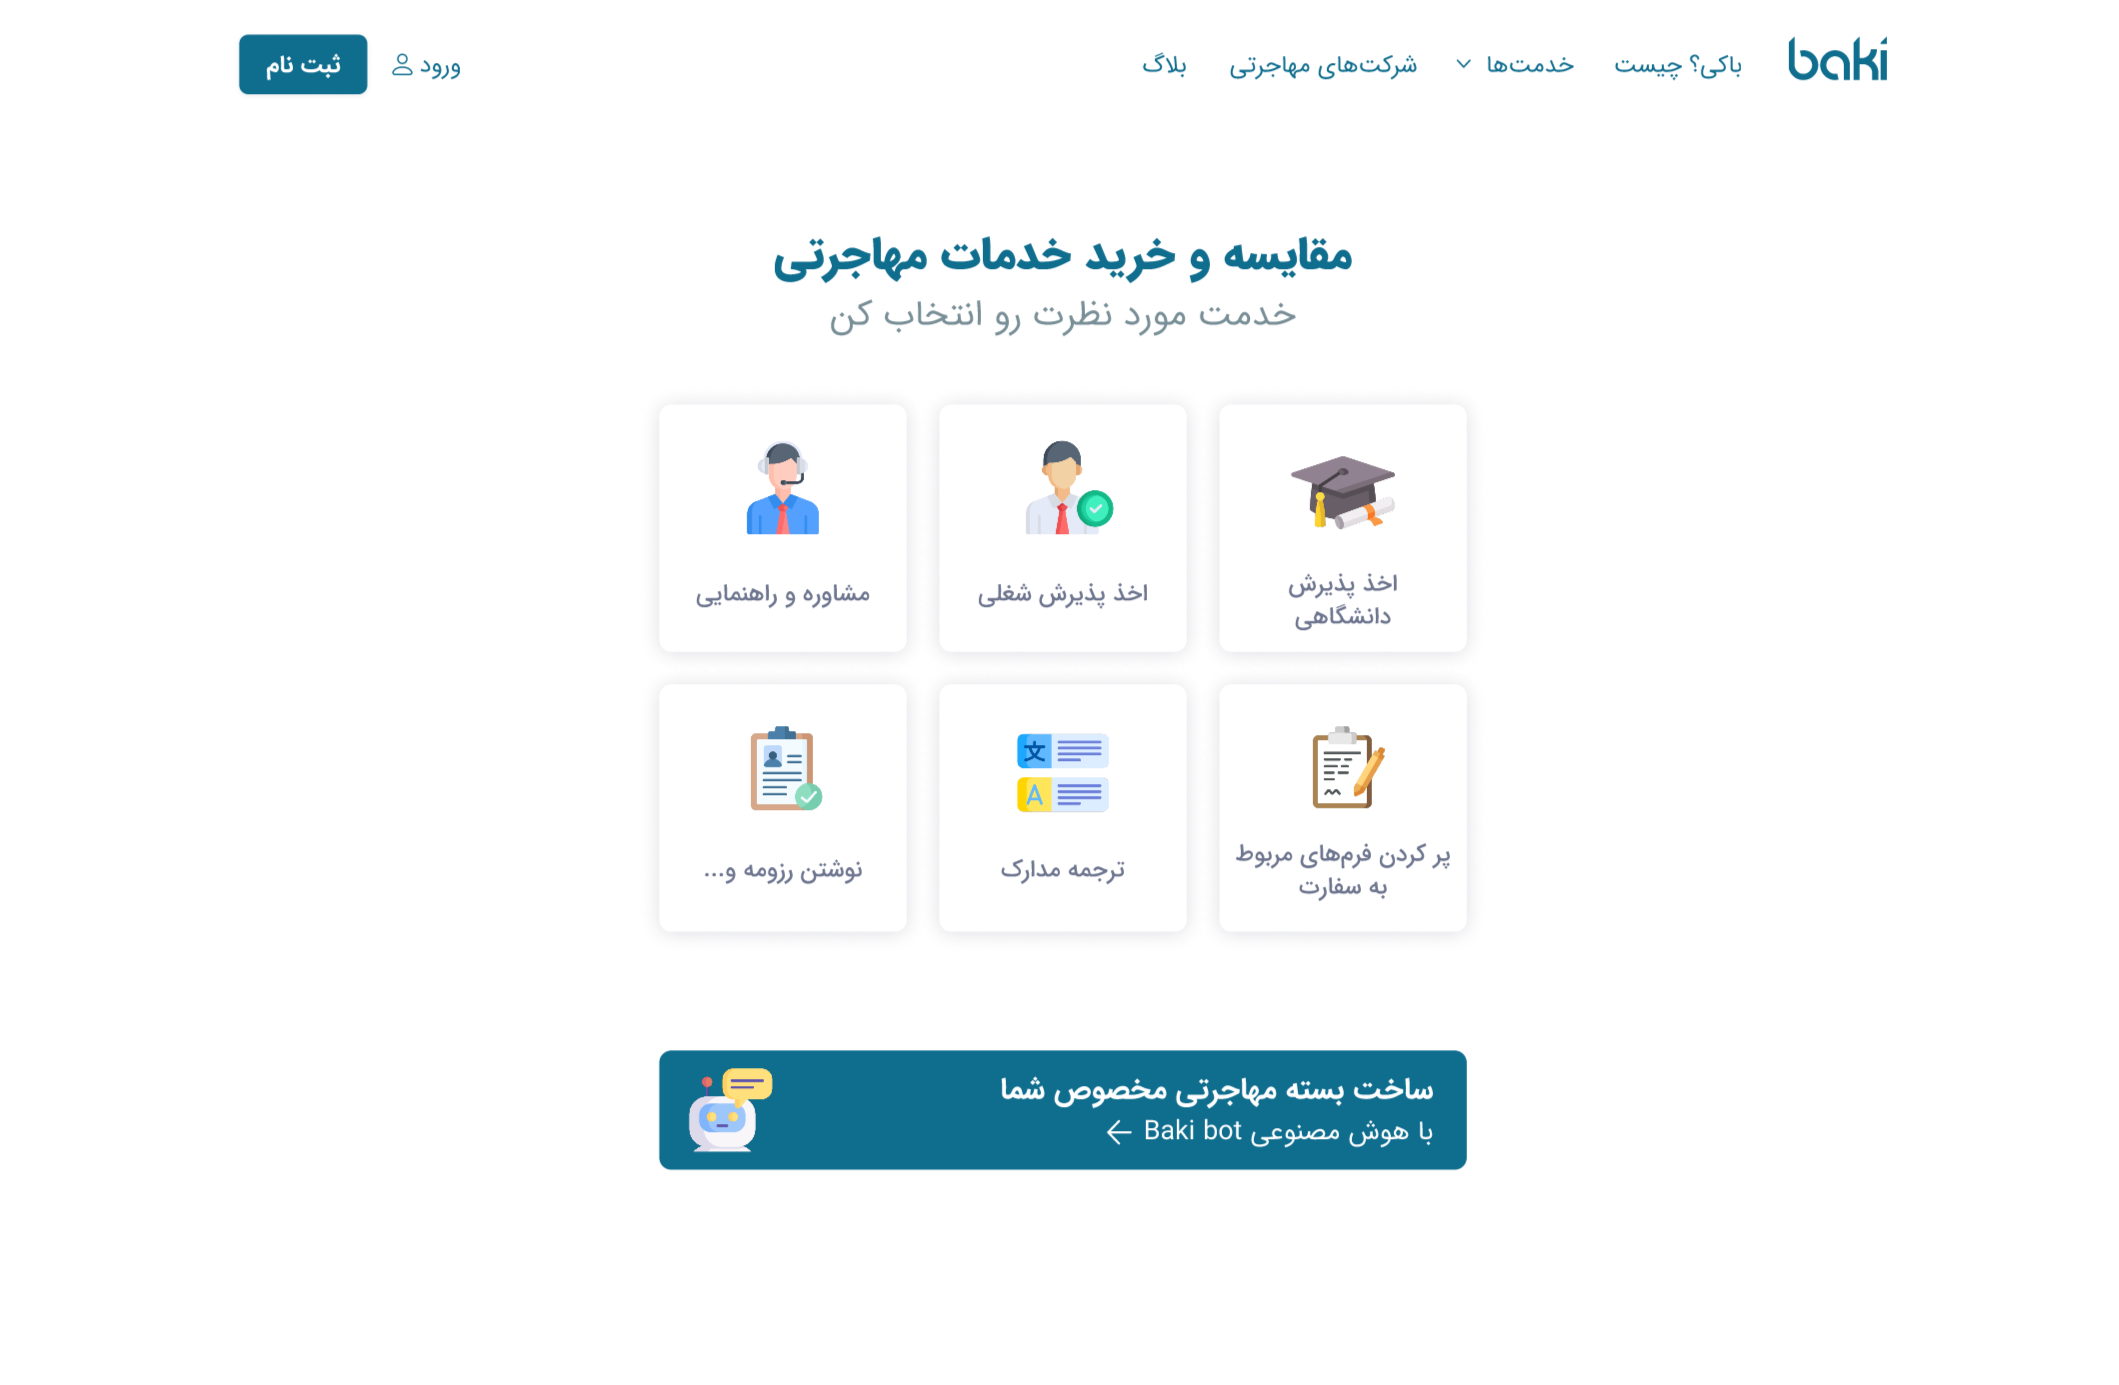 baki
باکی؟ چیست
خدمت‌ها
شرکت‌های مهاجرتی
بلاگ
ورود
ثبت نام
مقایسه و خرید خدمات مهاجرتی
خدمت مورد نظرت رو انتخاب کن
اخذ پذیرش
دانشگاهی
اخذ پذیرش شغلی
مشاوره و راهنمایی
پر کردن فرم‌های مربوط
به سفارت
文
A
ترجمه مدارک
نوشتن رزومه و...
ساخت بسته مهاجرتی مخصوص شما
با هوش مصنوعی Baki bot ←